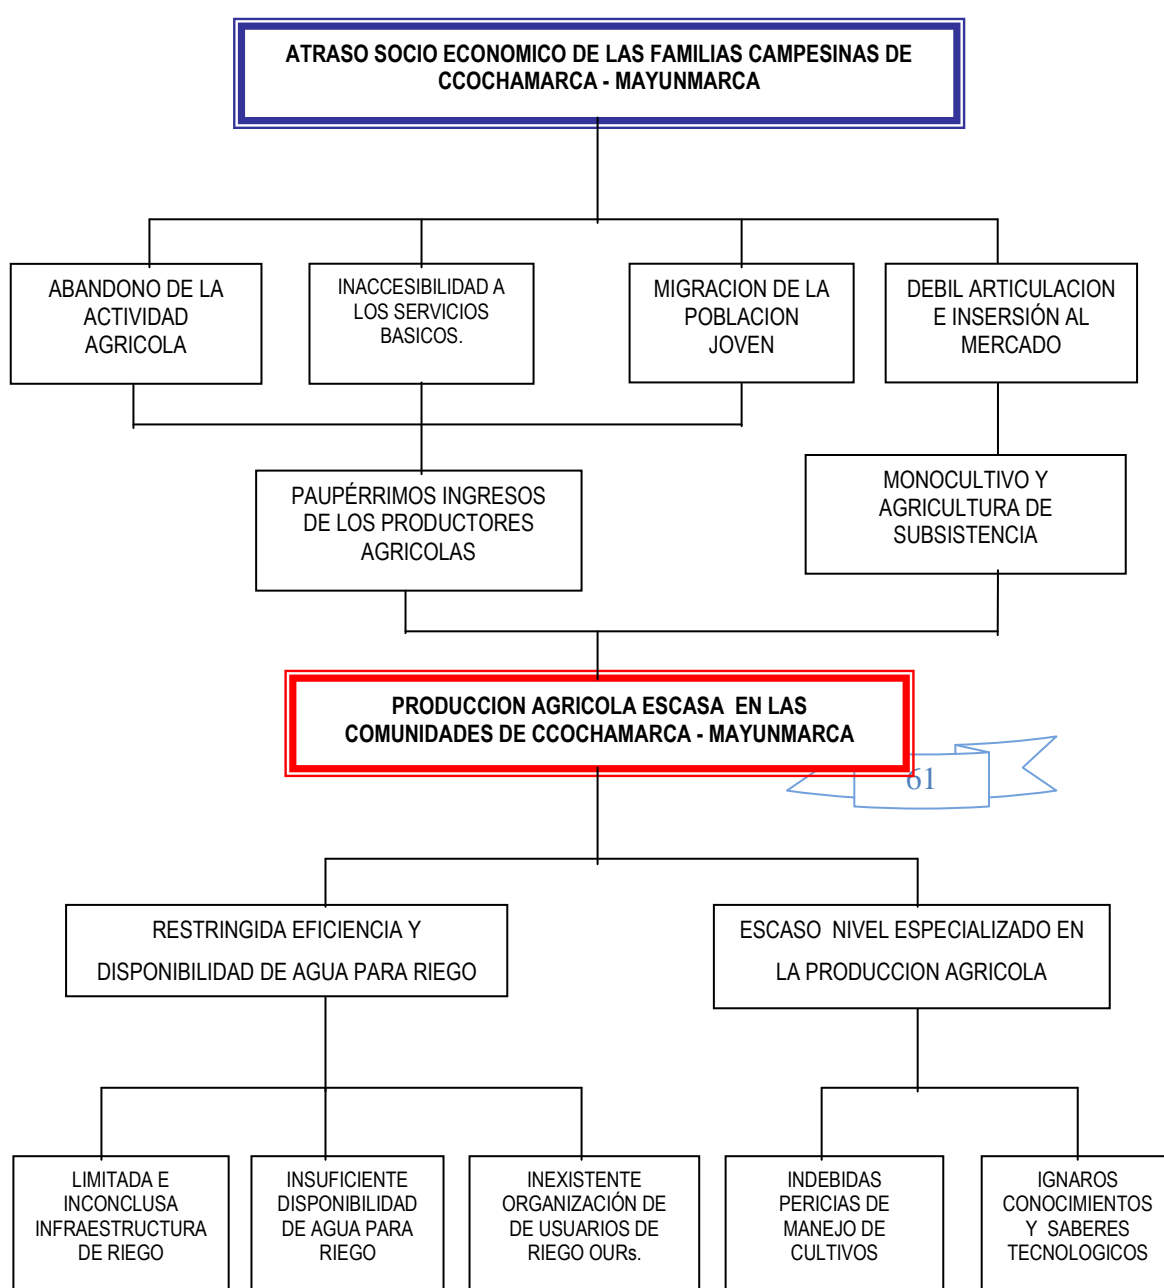 ATRASO SOCIO ECONOMICO DE LAS FAMILIAS CAMPESINAS DE
CCOCHAMARCA - MAYUNMARCA
ABANDONO DE LA
ACTIVIDAD
AGRICOLA
INACCESIBILIDAD A
LOS SERVICIOS
BASICOS.
MIGRACION DE LA
POBLACION
JOVEN
DEBIL ARTICULACION
E INSERSIÓN AL
MERCADO
PAUPÉRRIMOS INGRESOS
DE LOS PRODUCTORES
AGRICOLAS
MONOCULTIVO Y
AGRICULTURA DE
SUBSISTENCIA
PRODUCCION AGRICOLA ESCASA EN LAS
COMUNIDADES DE CCOCHAMARCA - MAYUNMARCA
61
RESTRINGIDA EFICIENCIA Y
DISPONIBILIDAD DE AGUA PARA RIEGO
ESCASO NIVEL ESPECIALIZADO EN
LA PRODUCCION AGRICOLA
LIMITADA E
INCONCLUSA
INFRAESTRUCTURA
DE RIEGO
INSUFICIENTE
DISPONIBILIDAD
DE AGUA PARA
RIEGO
INEXISTENTE
ORGANIZACIÓN DE
DE USUARIOS DE
RIEGO OURs.
INDEBIDAS
PERICIAS DE
MANEJO DE
CULTIVOS
IGNAROS
CONOCIMIENTOS
Y SABERES
TECNOLOGICOS